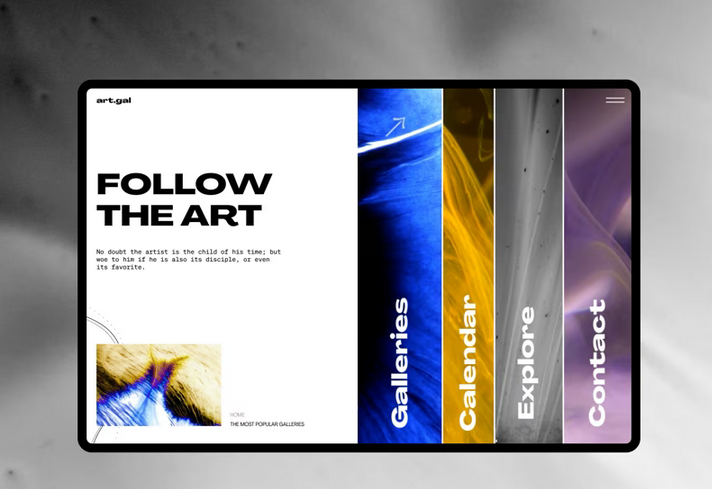 art.gal
FOLLOW
THE ART
No doubt the artist is the child of his time; but
woe to him if he is also its disciple, or even
its favorite.
HOME
THE MOST POPULAR GALLERIES
Galleries
Calendar
Explore
Contact